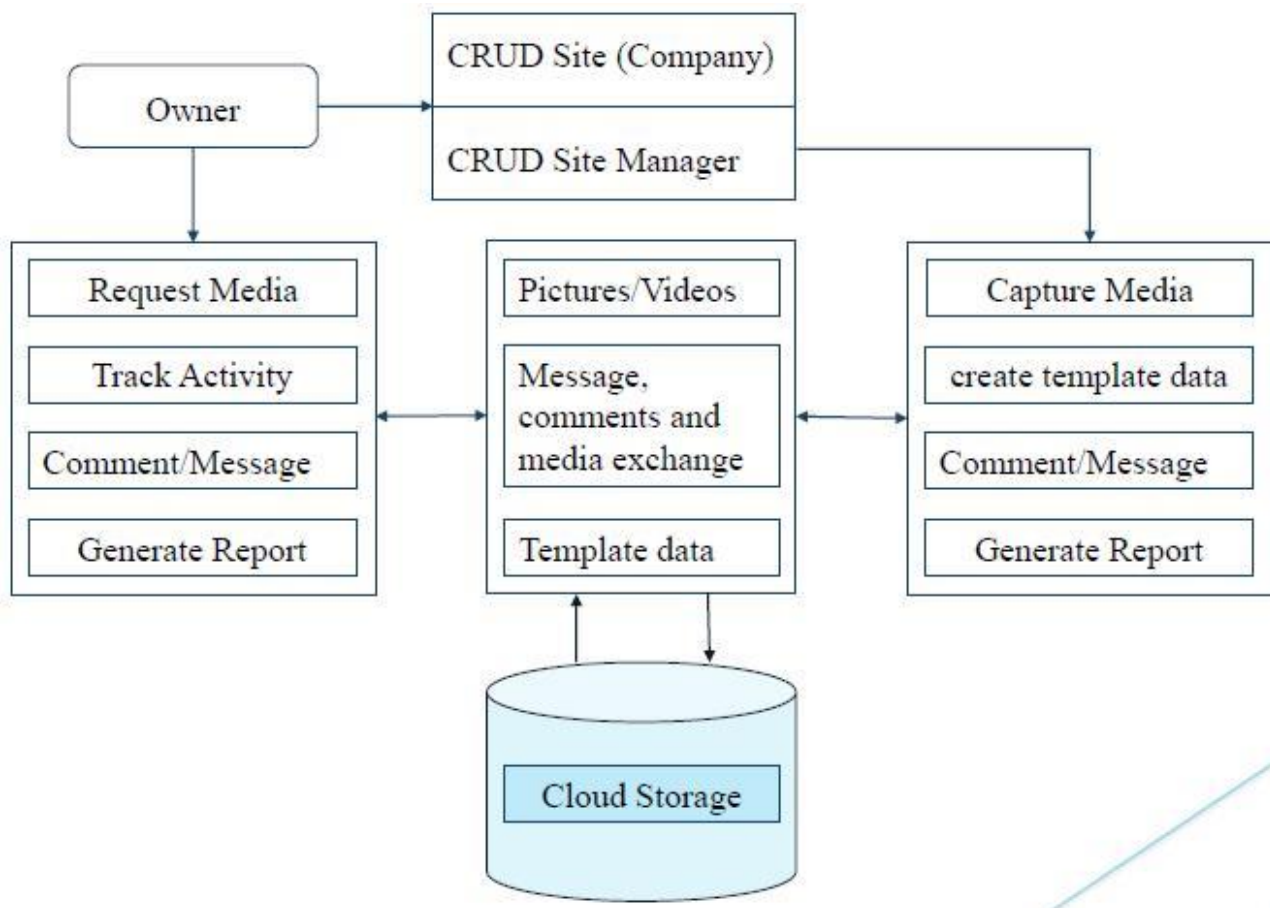 CRUD Site (Company)
Owner
CRUD Site Manager
Request Media
Track Activity
Comment/Message
Generate Report
Pictures/Videos
Message,
comments and
media exchange
Template data
Capture Media
create template data
Comment/Message
Generate Report
Cloud Storage